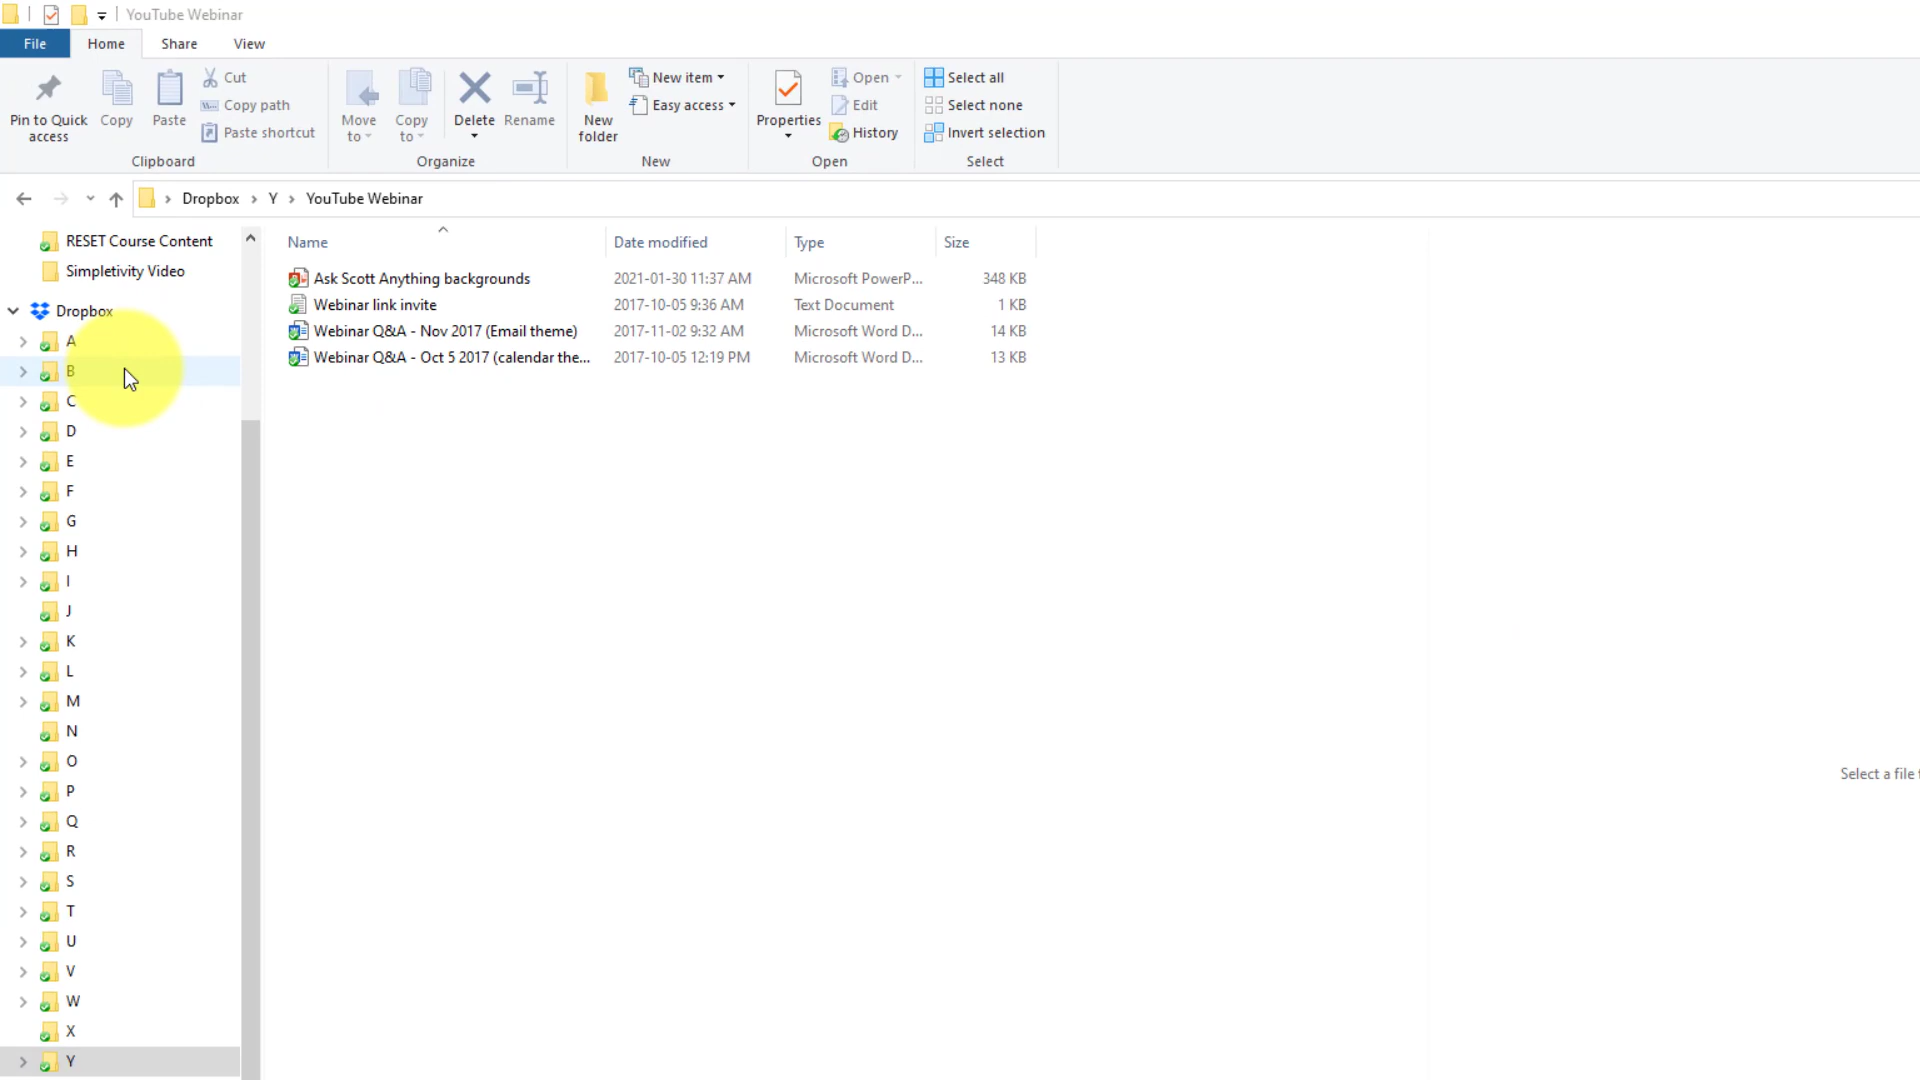 YouTube Webinar
File Home Share View
Pin to Quick access
Copy
Paste
Cut
Copy path
Paste shortcut
Clipboard
Move to
Copy to
Delete
Rename
Organize
New folder
New item
Easy access
New
Properties
Open
Edit
History
Open
Select all
Select none
Invert selection
Select
Dropbox > Y > YouTube Webinar
RESET Course Content
Simpletivity Video
Dropbox
A
B
C
D
E
F
G
H
I
J
K
L
M
N
O
P
Q
R
S
T
U
V
W
X
Y
Name Date modified Type Size
Ask Scott Anything backgrounds 2021-01-30 11:37 AM Microsoft PowerP... 348 KB
Webinar link invite 2017-10-05 9:36 AM Text Document 1 KB
Webinar Q&A - Nov 2017 (Email theme) 2017-11-02 9:32 AM Microsoft Word D... 14 KB
Webinar Q&A - Oct 5 2017 (calendar the... 2017-10-05 12:19 PM Microsoft Word D... 13 KB
Select a file